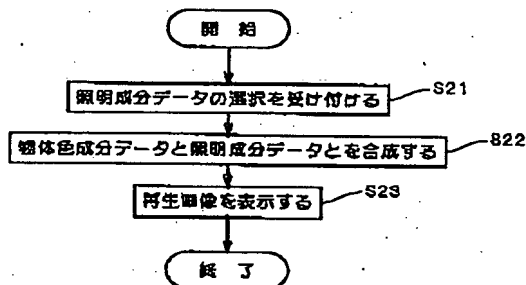 開始
照明成分データの選択を受け付ける
S21
物体色成分データと照明成分データとを合成する
S22
再生画像を表示する
S23
終了